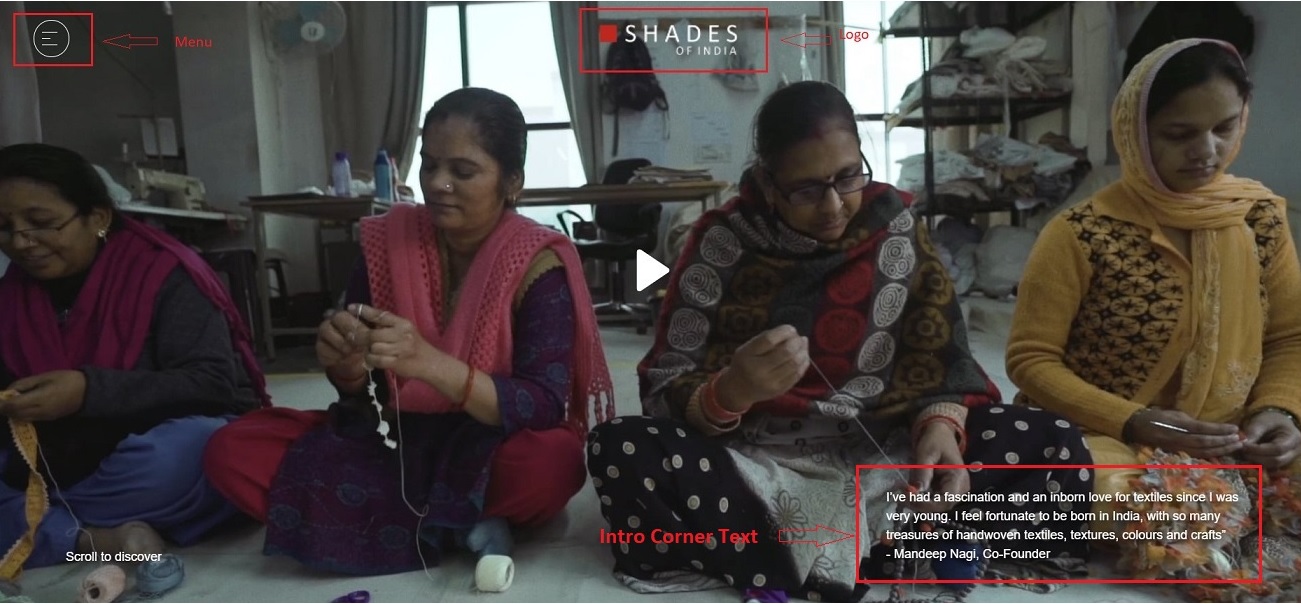 Menu
SHADES
OF INDIA
Logo
I've had a fascination and an inborn love for textiles since I was
very young. I feel fortunate to be born in India, with so many
treasures of handwoven textiles, textures, colours and crafts"
- Mandeep Nagi, Co-Founder
Intro Corner Text
Scroll to discover